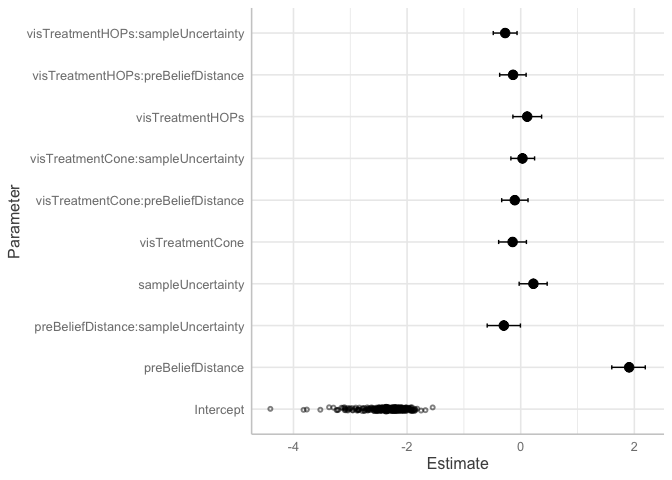 visTreatmentHOPs:sampleUncertainty
visTreatmentHOPs:preBeliefDistance
visTreatmentHOPs
visTreatmentCone:sampleUncertainty
visTreatmentCone:preBeliefDistance
visTreatmentCone
sampleUncertainty
preBeliefDistance:sampleUncertainty
preBeliefDistance
Intercept
Parameter
-4 -2 0 2
Estimate